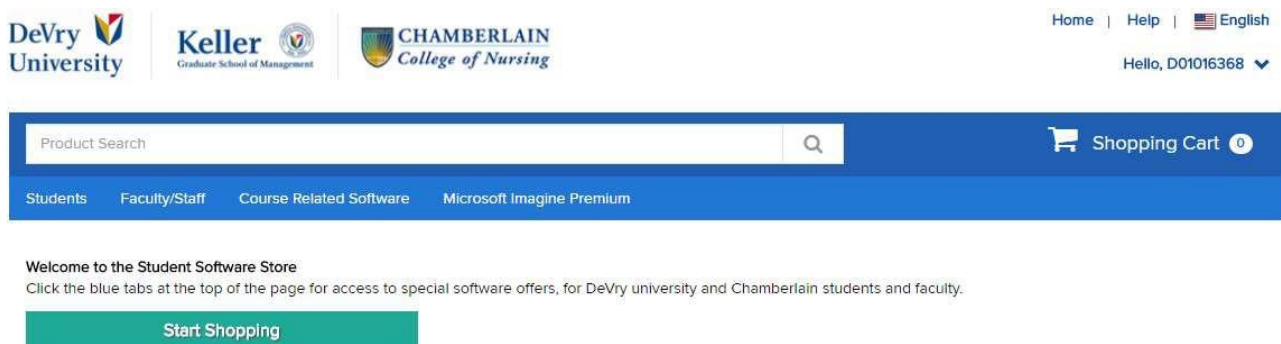 DeVry University
Keller
Graduate School of Management
CHAMBERLAIN
College of Nursing
Home | Help | English
Hello, D01016368
Product Search
Shopping Cart 0
Students Faculty/Staff Course Related Software Microsoft Imagine Premium
Welcome to the Student Software Store
Click the blue tabs at the top of the page for access to special software offers, for DeVry university and Chamberlain students and faculty.
Start Shopping